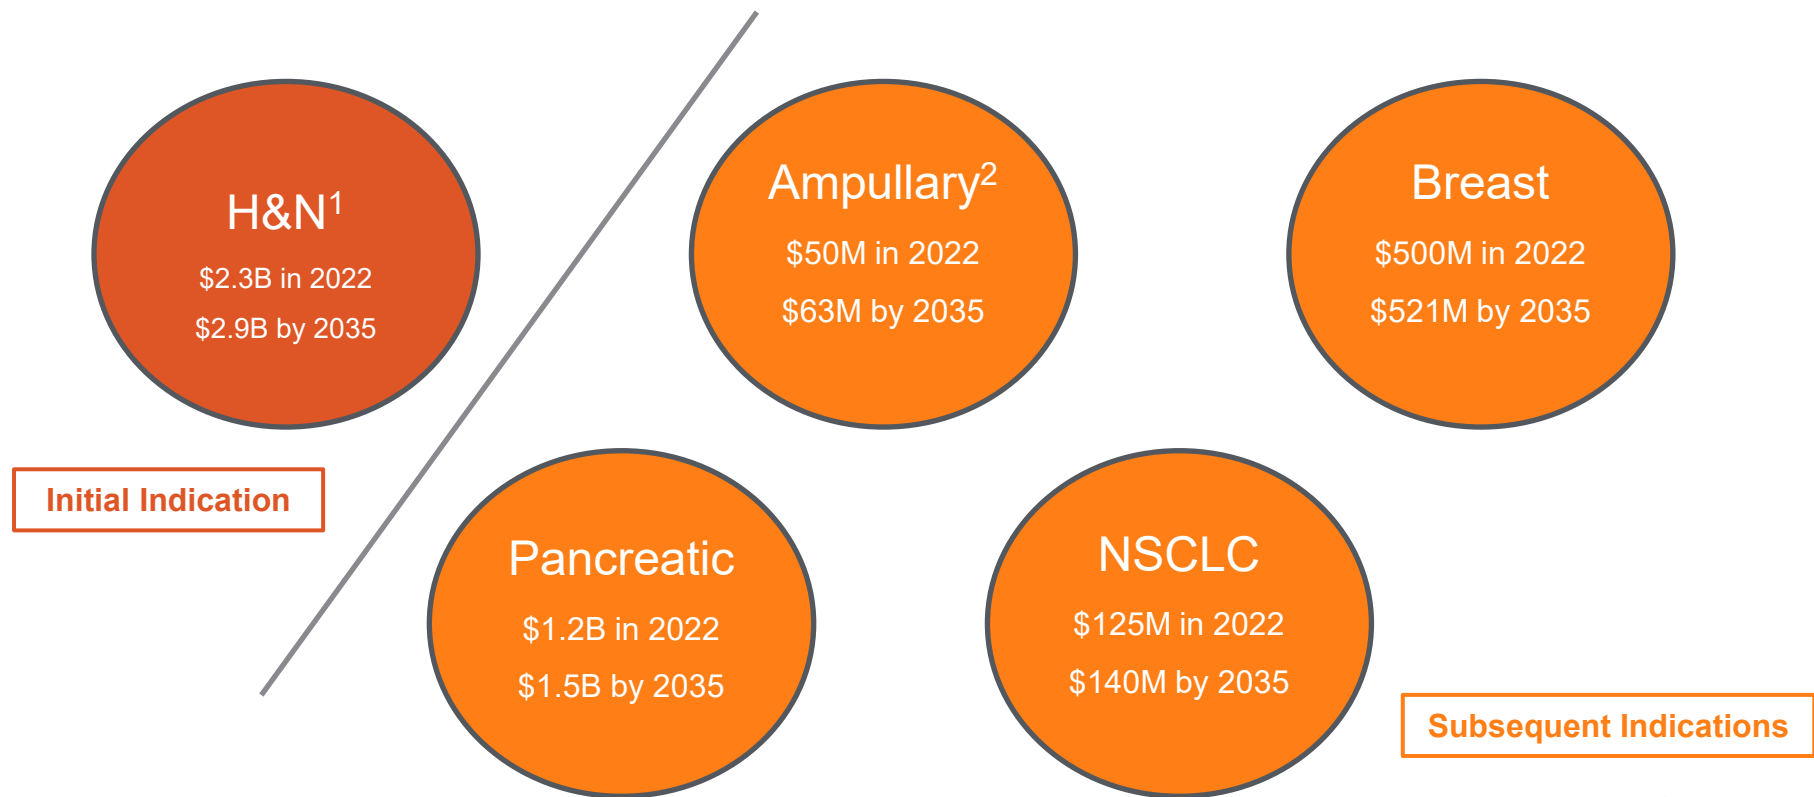 H&N¹
$2.3B in 2022
$2.9B by 2035
Initial Indication
Ampullary²
$50M in 2022
$63M by 2035
Breast
$500M in 2022
$521M by 2035
Pancreatic
$1.2B in 2022
$1.5B by 2035
NSCLC
$125M in 2022
$140M by 2035
Subsequent Indications